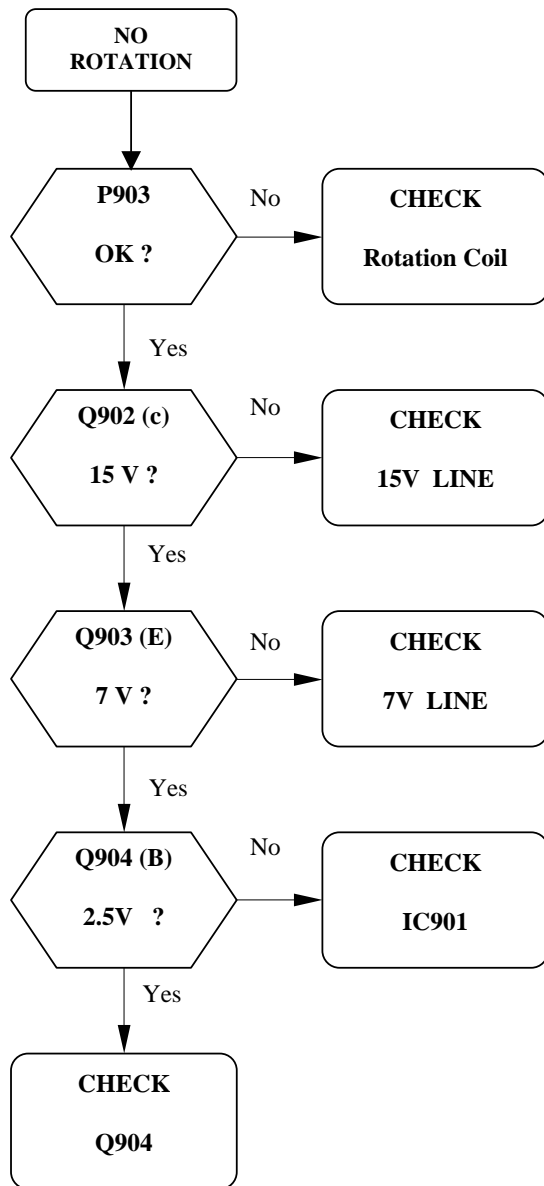 NO
ROTATION
P903
OK ?
No
CHECK
Rotation Coil
Yes
Q902 (c)
15 V ?
No
CHECK
15V LINE
Yes
Q903 (E)
7 V ?
No
CHECK
7V LINE
Yes
Q904 (B)
2.5V ?
No
CHECK
IC901
Yes
CHECK
Q904